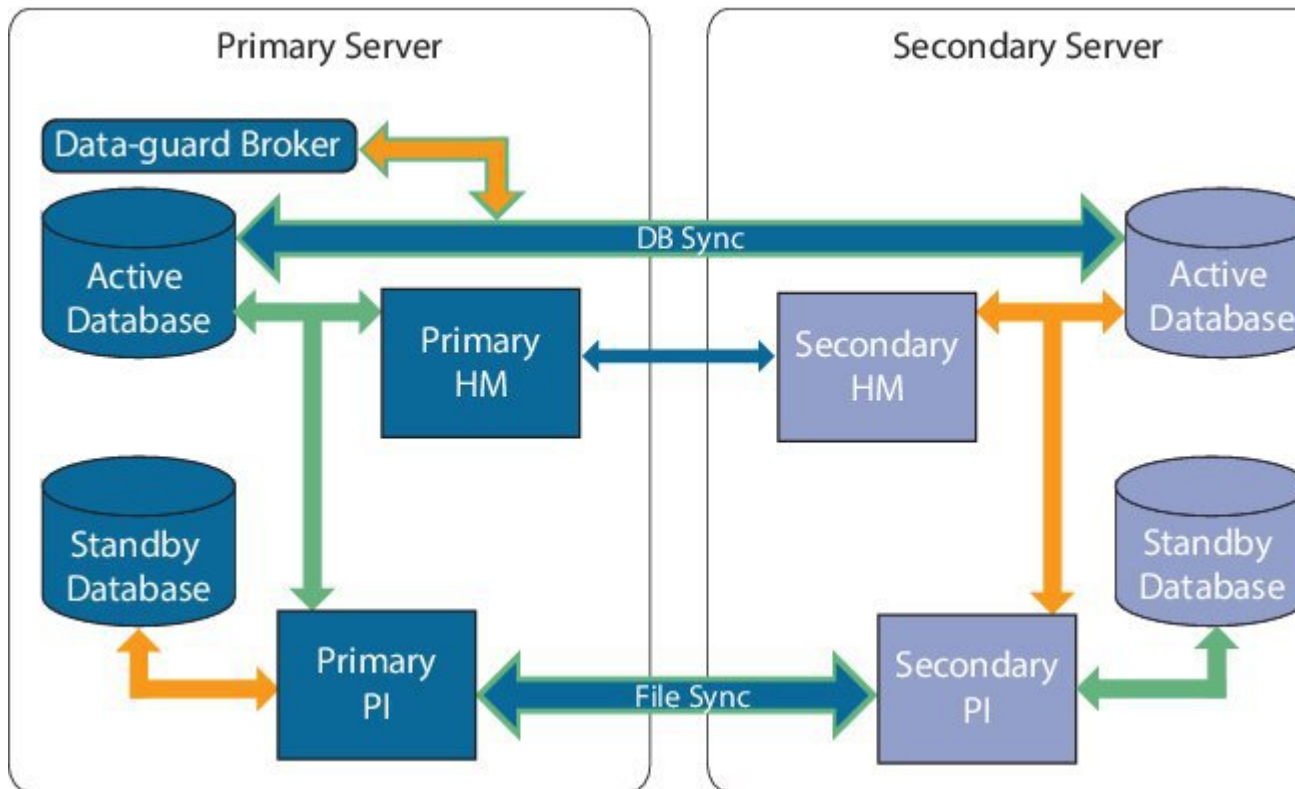 Primary Server
Secondary Server
Data-guard Broker
DB Sync
Active
Database
Active
Database
Primary
HM
Secondary
HM
Standby
Database
Standby
Database
Primary
PI
File Sync
Secondary
PI